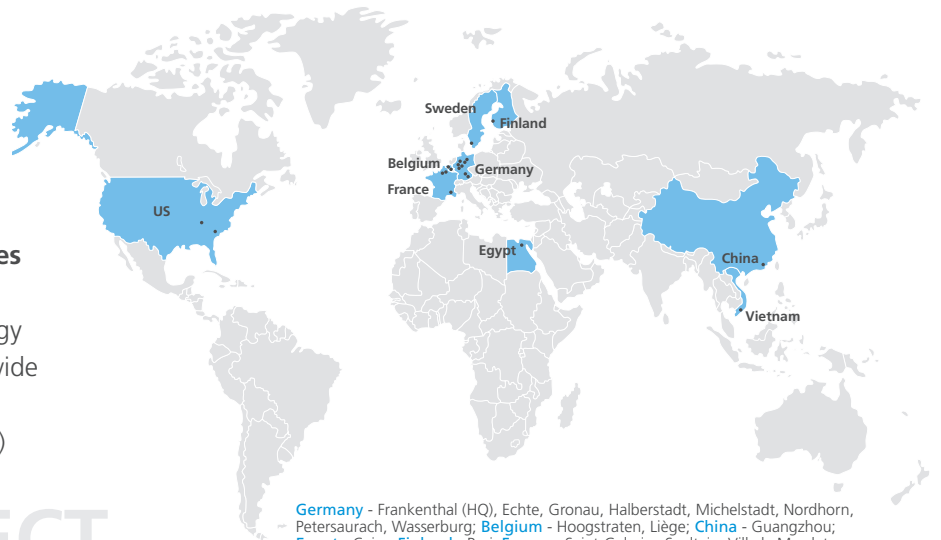 Sweden
Finland
Belgium
Germany
France
US
Egypt
China
Vietnam
es
gy
vide
)
ECT
Germany - Frankenthal (HQ), Echte, Gronau, Halberstadt, Michelstadt, Nordhorn,
Petersaurach, Wasserburg; Belgium - Hoogstraten, Liège; China - Guangzhou;